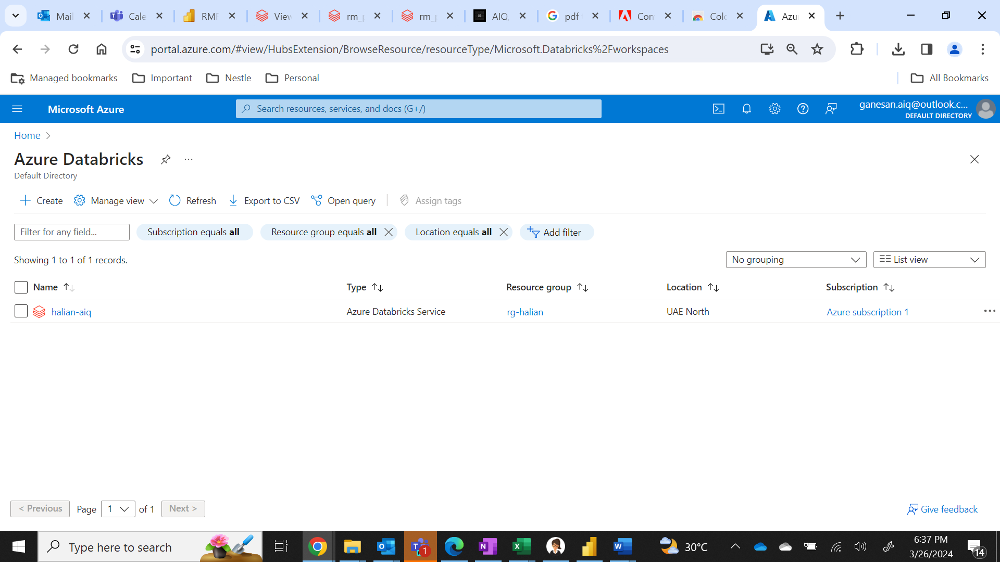 Mail
Cale
RMF
View
rm_
rm_
AIQ
pdf
Con
Colo
Azu
portal.azure.com/#view/HubsExtension/BrowseResource/resourceType/Microsoft.Databricks%2Fworkspaces
Managed bookmarks
Important
Nestle
Personal
All Bookmarks
Microsoft Azure
Search resources, services, and docs (G+/)
ganesan.aiq@outlook.c...
DEFAULT DIRECTORY
Home
Azure Databricks
Default Directory
Create
Manage view
Refresh
Export to CSV
Open query
Assign tags
Filter for any field...
Subscription equals all
Resource group equals all
Location equals all
Add filter
Showing 1 to 1 of 1 records.
No grouping
List view
Name
Type
Resource group
Location
Subscription
halian-aiq
Azure Databricks Service
rg-halian
UAE North
Azure subscription 1
< Previous
Page
1
of 1
Next >
Give feedback
Type here to search
1
30°C
6:37 PM
3/26/2024
14